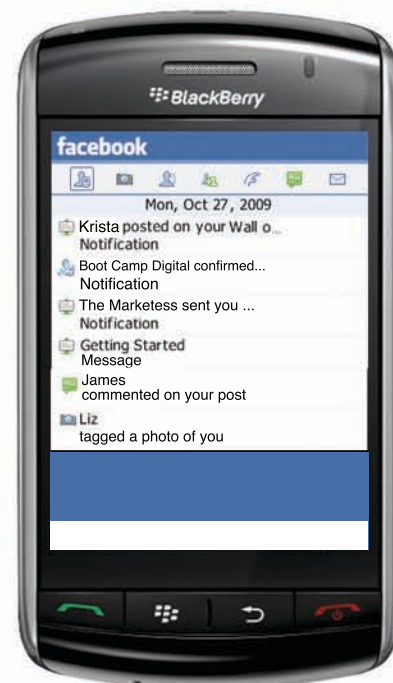 BlackBerry
facebook
Mon, Oct 27, 2009
Krista posted on your Wall o...
Notification
Boot Camp Digital confirmed...
Notification
The Marketess sent you ...
Notification
Getting Started
Message
James
commented on your post
Liz
tagged a photo of you